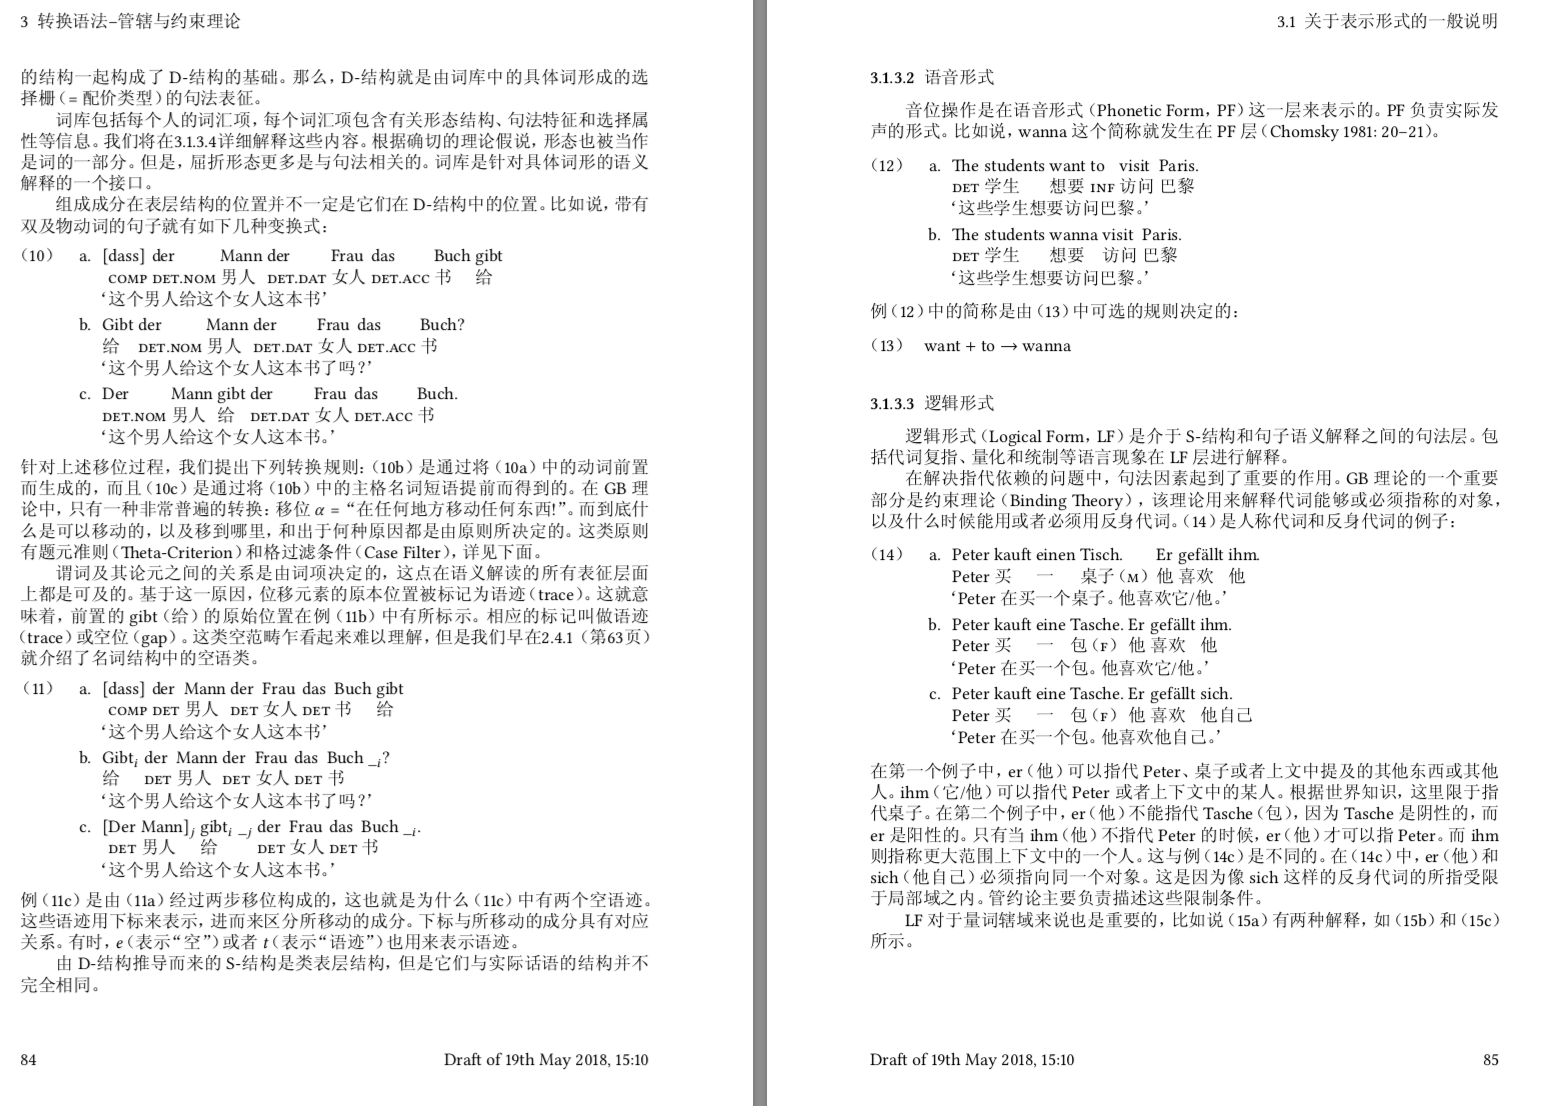 3 转换语法–管辖与约束理论
的结构一起构成了 D-结构的基础。那么，D-结构就是由词库中的具体词形成的选
择栅（= 配价类型）的句法表征。
词库包括每个人的词汇项，每个词汇项包含有关形态结构、句法特征和选择属
性等信息。我们将在3.1.3.4详细解释这些内容。根据确切的理论假说，形态也被当作
是词的一部分。但是，屈折形态更多是与句法相关的。词库是针对具体词形的语义
解释的一个接口。
组成成分在表层结构的位置并不一定是它们在 D-结构中的位置。比如说，带有
双及物动词的句子就有如下几种变换式：
（10） a. [dass] der Mann der Frau das Buch gibt
COMP DET.NOM 男人 DET.DAT 女人 DET.ACC 书 给
‘这个男人给这个女人这本书’
b. Gibt der Mann der Frau das Buch?
给 DET.NOM 男人 DET.DAT 女人 DET.ACC 书
‘这个男人给这个女人这本书了吗？’
c. Der Mann gibt der Frau das Buch.
DET.NOM 男人 给 DET.DAT 女人 DET.ACC 书
‘这个男人给这个女人这本书。’
针对上述移位过程，我们提出下列转换规则：（10b）是通过将（10a）中的动词前置
而生成的，而且（10c）是通过将（10b）中的主格名词短语提前而得到的。在 GB 理
论中，只有一种非常普遍的转换：移位 α = “在任何地方移动任何东西!”。而到底什
么是可以移动的，以及移到哪里，和出于何种原因都是由原则所决定的。这类原则
有题元准则（Theta-Criterion）和格过滤条件（Case Filter），详见下面。
谓词及其论元之间的关系是由词项决定的，这点在语义解读的所有表征层面
上都是可及的。基于这一原因，位移元素的原本位置被标记为语迹（trace）。这就意
味着，前置的 gibt（给）的原始位置在例（11b）中有所标示。相应的标记叫做语迹
（trace）或空位（gap）。这类空范畴乍看起来难以理解，但是我们早在2.4.1（第63页）
就介绍了名词结构中的空语类。
（11） a. [dass] der Mann der Frau das Buch gibt
COMP DET 男人 DET 女人 DET 书 给
‘这个男人给这个女人这本书’
b. Gibt_i der Mann der Frau das Buch _i?
给 DET 男人 DET 女人 DET 书
‘这个男人给这个女人这本书了吗？’
c. [Der Mann]_j gibt_i _j der Frau das Buch _i.
DET 男人 给 DET 女人 DET 书
‘这个男人给这个女人这本书。’
例（11c）是由（11a）经过两步移位构成的，这也就是为什么（11c）中有两个空语迹。
这些语迹用下标来表示，进而来区分所移动的成分。下标与所移动的成分具有对应
关系。有时，e（表示“空”）或者 t（表示“语迹”）也用来表示语迹。
由 D-结构推导而来的 S-结构是类表层结构，但是它们与实际话语的结构并不
完全相同。
84 Draft of 19th May 2018, 15:10
3.1 关于表示形式的一般说明
3.1.3.2 语音形式
音位操作是在语音形式（Phonetic Form，PF）这一层来表示的。PF 负责实际发
声的形式。比如说，wanna 这个简称就发生在 PF 层（Chomsky 1981: 20–21）。
（12） a. The students want to visit Paris.
DET 学生 想要 INF 访问 巴黎
‘这些学生想要访问巴黎。’
b. The students wanna visit Paris.
DET 学生 想要 访问 巴黎
‘这些学生想要访问巴黎。’
例（12）中的简称是由（13）中可选的规则决定的：
（13） want + to → wanna
3.1.3.3 逻辑形式
逻辑形式（Logical Form，LF）是介于 S-结构和句子语义解释之间的句法层。包
括代词复指、量化和统制等语言现象在 LF 层进行解释。
在解决指代依赖的问题中，句法因素起到了重要的作用。GB 理论的一个重要
部分是约束理论（Binding Theory），该理论用来解释代词能够或必须指称的对象，
以及什么时候能用或者必须用反身代词。（14）是人称代词和反身代词的例子：
（14） a. Peter kauft einen Tisch. Er gefällt ihm.
Peter 买 一 桌子（M）他 喜欢 他
‘Peter 在买一个桌子。他喜欢它/他。’
b. Peter kauft eine Tasche. Er gefällt ihm.
Peter 买 一 包（F） 他 喜欢 他
‘Peter 在买一个包。他喜欢它/他。’
c. Peter kauft eine Tasche. Er gefällt sich.
Peter 买 一 包（F） 他 喜欢 他自己
‘Peter 在买一个包。他喜欢他自己。’
在第一个例子中，er（他）可以指代 Peter、桌子或者上文中提及的其他东西或其他
人。ihm（它/他）可以指代 Peter 或者上下文中的某人。根据世界知识，这里限于指
代桌子。在第二个例子中，er（他）不能指代 Tasche（包），因为 Tasche 是阴性的，而
er 是阳性的。只有当 ihm（他）不指代 Peter 的时候，er（他）才可以指 Peter。而 ihm
则指称更大范围上下文中的一个人。这与例（14c）是不同的。在（14c）中，er（他）和
sich（他自己）必须指向同一个对象。这是因为像 sich 这样的反身代词的所指受限
于局部域之内。管约论主要负责描述这些限制条件。
LF 对于量词辖域来说也是重要的，比如说（15a）有两种解释，如（15b）和（15c）
所示。
Draft of 19th May 2018, 15:10 85